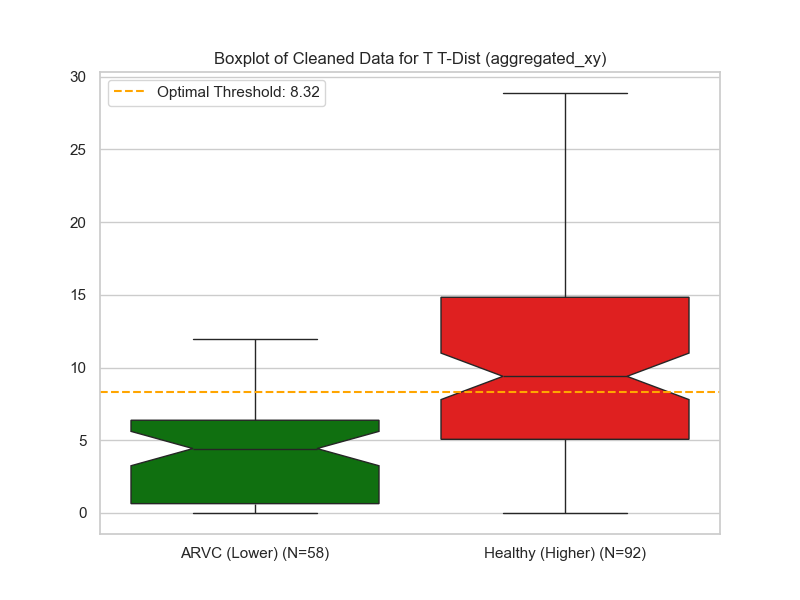 Boxplot of Cleaned Data for T T-Dist (aggregated_xy)
Optimal Threshold: 8.32
30
25
20
15
10
5
0
ARVC (Lower) (N=58)
Healthy (Higher) (N=92)